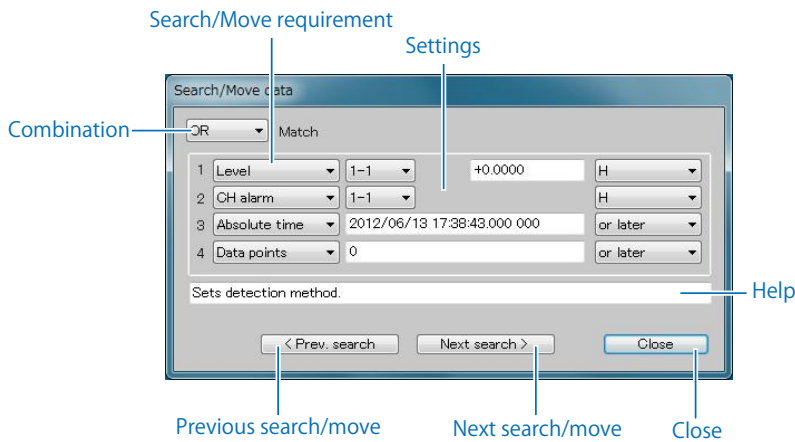 Search/Move requirement
Settings
Search/Move data
Combination
OR Match
1 Level 1-1 +0.0000 H
2 CH alarm 1-1 H
3 Absolute time 2012/06/13 17:38:43.000 000 or later
4 Data points 0 or later
Sets detection method.
Help
< Prev. search Next search > Close
Previous search/move Next search/move Close